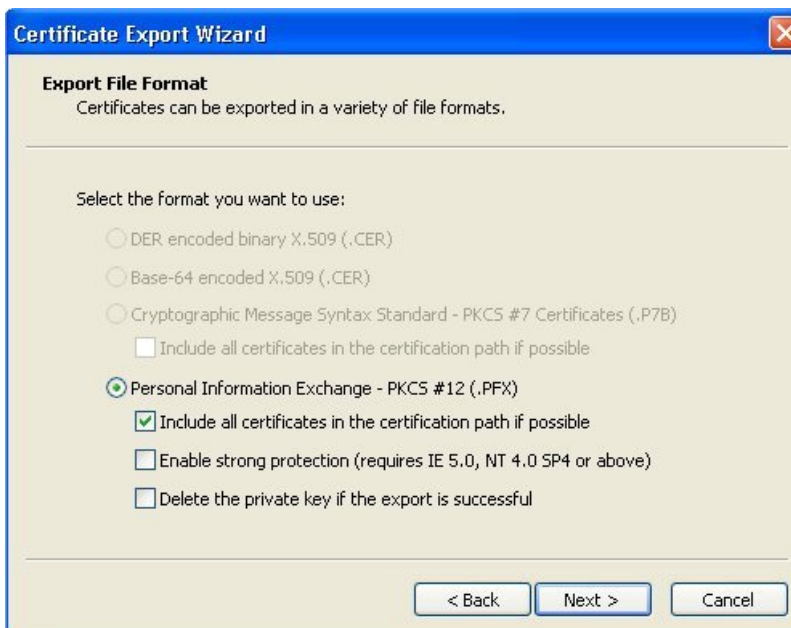 Certificate Export Wizard
Export File Format
Certificates can be exported in a variety of file formats.
Select the format you want to use:
DER encoded binary X.509 (.CER)
Base-64 encoded X.509 (.CER)
Cryptographic Message Syntax Standard - PKCS #7 Certificates (.P7B)
Include all certificates in the certification path if possible
Personal Information Exchange - PKCS #12 (.PFX)
Include all certificates in the certification path if possible
Enable strong protection (requires IE 5.0, NT 4.0 SP4 or above)
Delete the private key if the export is successful
< Back Next > Cancel